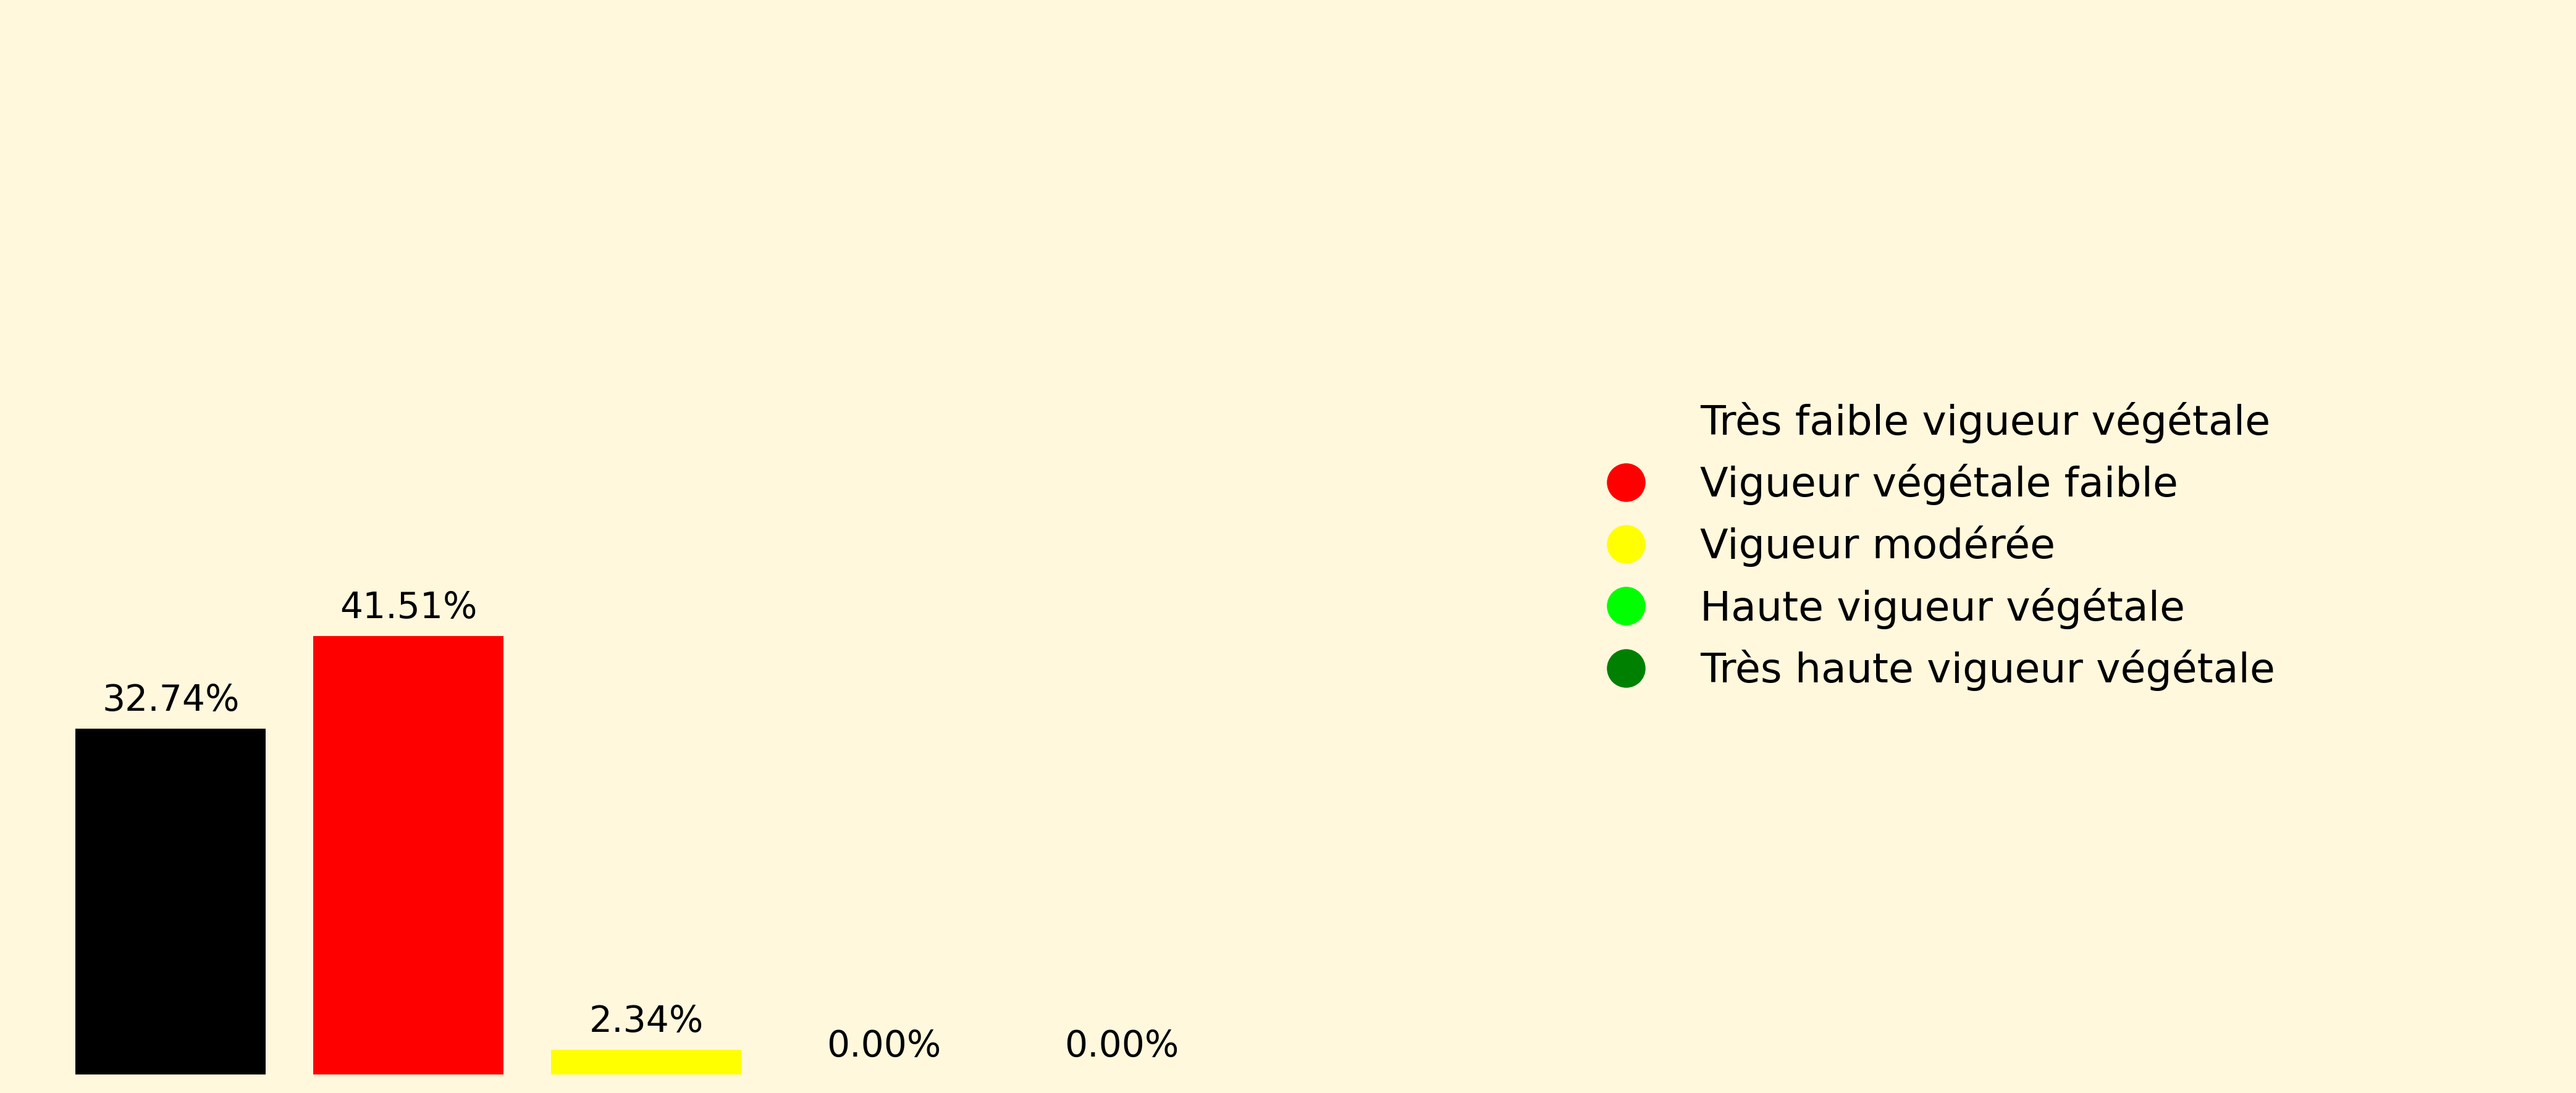 Très faible vigueur végétale
Vigueur végétale faible
Vigueur modérée
Haute vigueur végétale
Très haute vigueur végétale
41.51%
32.74%
2.34%
0.00%
0.00%